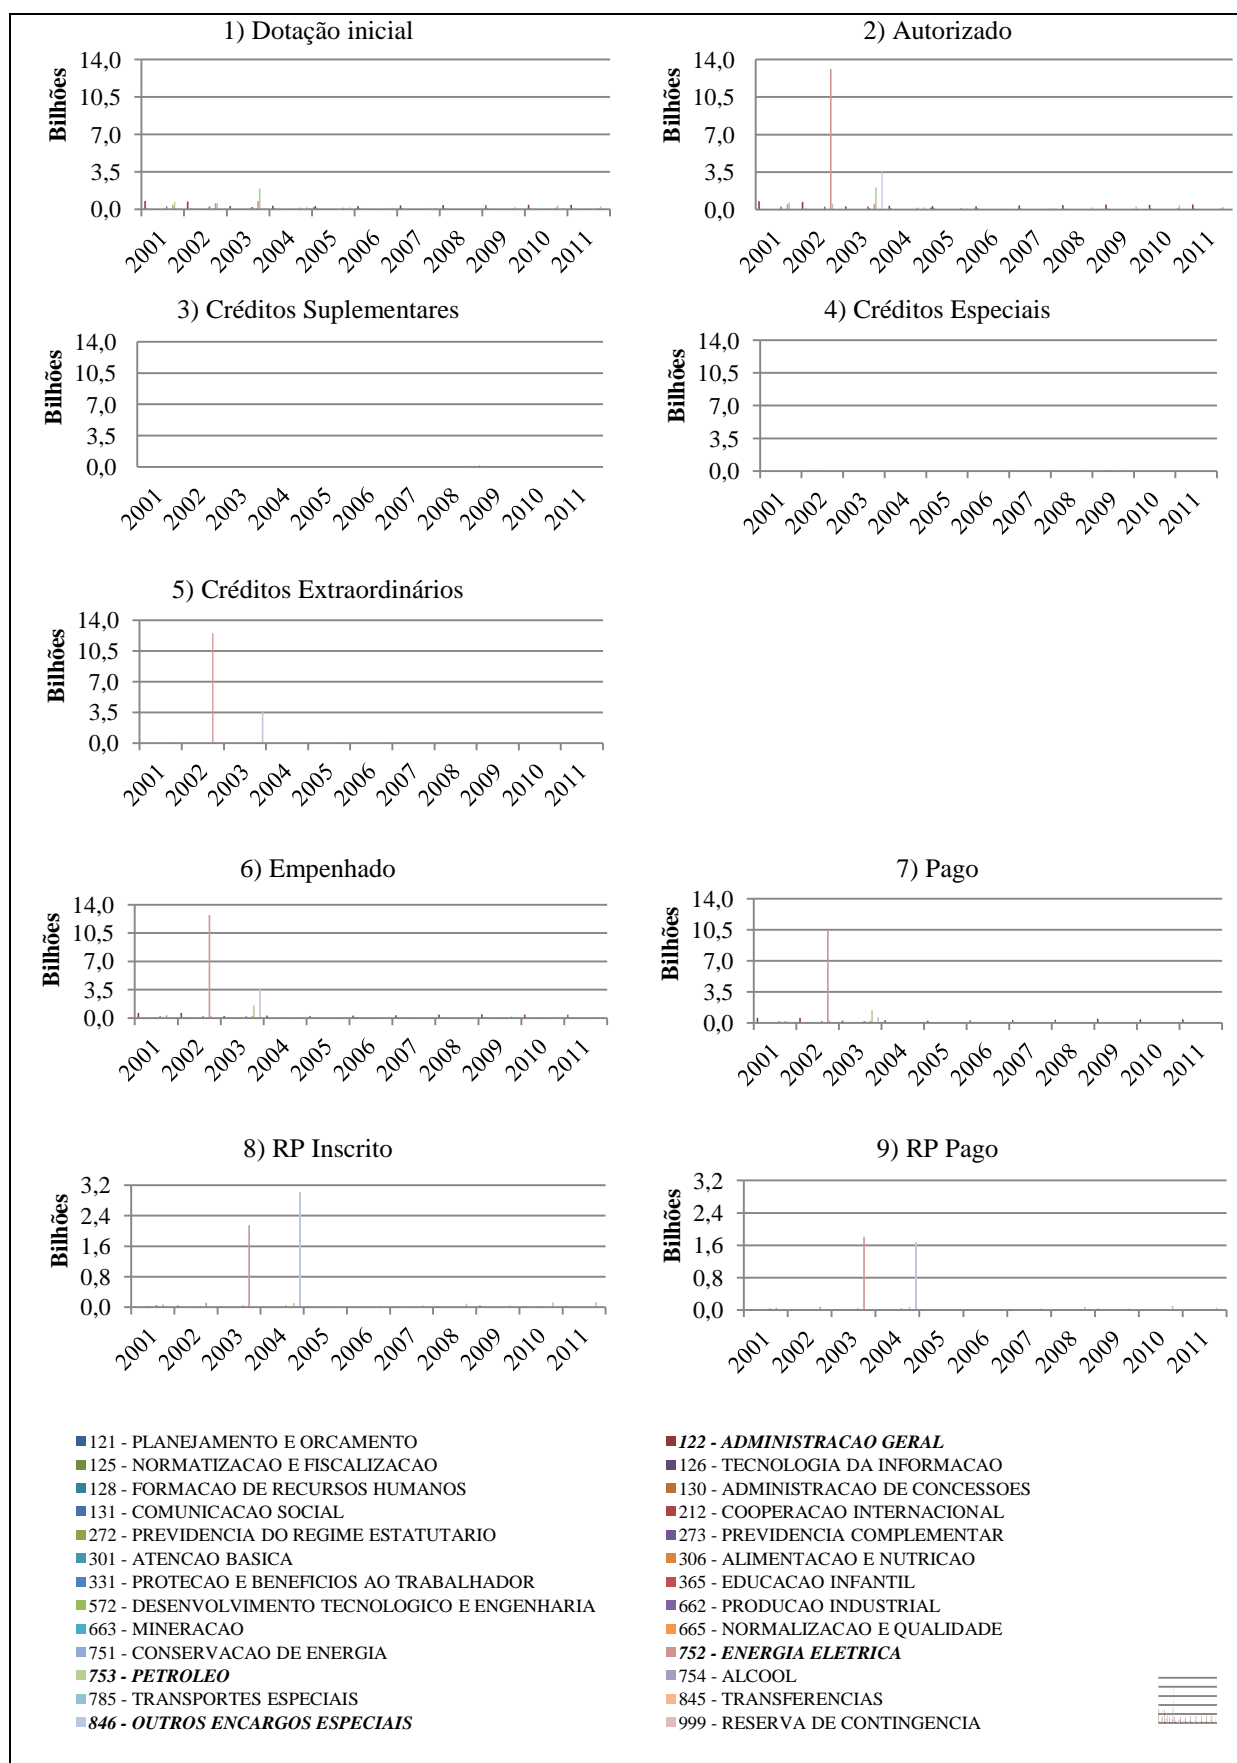 1) Dotação inicial
Bilhões
14,0
10,5
7,0
3,5
0,0
2001 2002 2003 2004 2005 2006 2007 2008 2009 2010 2011
2) Autorizado
Bilhões
14,0
10,5
7,0
3,5
0,0
2001 2002 2003 2004 2005 2006 2007 2008 2009 2010 2011
3) Créditos Suplementares
Bilhões
14,0
10,5
7,0
3,5
0,0
2001 2002 2003 2004 2005 2006 2007 2008 2009 2010 2011
4) Créditos Especiais
Bilhões
14,0
10,5
7,0
3,5
0,0
2001 2002 2003 2004 2005 2006 2007 2008 2009 2010 2011
5) Créditos Extraordinários
Bilhões
14,0
10,5
7,0
3,5
0,0
2001 2002 2003 2004 2005 2006 2007 2008 2009 2010 2011
6) Empenhado
Bilhões
14,0
10,5
7,0
3,5
0,0
2001 2002 2003 2004 2005 2006 2007 2008 2009 2010 2011
7) Pago
Bilhões
14,0
10,5
7,0
3,5
0,0
2001 2002 2003 2004 2005 2006 2007 2008 2009 2010 2011
8) RP Inscrito
Bilhões
3,2
2,4
1,6
0,8
0,0
2001 2002 2003 2004 2005 2006 2007 2008 2009 2010 2011
9) RP Pago
Bilhões
3,2
2,4
1,6
0,8
0,0
2001 2002 2003 2004 2005 2006 2007 2008 2009 2010 2011
121 - PLANEJAMENTO E ORCAMENTO
122 - ADMINISTRACAO GERAL
125 - NORMATIZACAO E FISCALIZACAO
126 - TECNOLOGIA DA INFORMACAO
128 - FORMACAO DE RECURSOS HUMANOS
130 - ADMINISTRACAO DE CONCESSOES
131 - COMUNICACAO SOCIAL
212 - COOPERACAO INTERNACIONAL
272 - PREVIDENCIA DO REGIME ESTATUTARIO
273 - PREVIDENCIA COMPLEMENTAR
301 - ATENCAO BASICA
306 - ALIMENTACAO E NUTRICAO
331 - PROTECAO E BENEFICIOS AO TRABALHADOR
365 - EDUCACAO INFANTIL
572 - DESENVOLVIMENTO TECNOLOGICO E ENGENHARIA
662 - PRODUCAO INDUSTRIAL
663 - MINERACAO
665 - NORMALIZACAO E QUALIDADE
751 - CONSERVACAO DE ENERGIA
752 - ENERGIA ELETRICA
753 - PETROLEO
754 - ALCOOL
785 - TRANSPORTES ESPECIAIS
845 - TRANSFERENCIAS
846 - OUTROS ENCARGOS ESPECIAIS
999 - RESERVA DE CONTINGENCIA